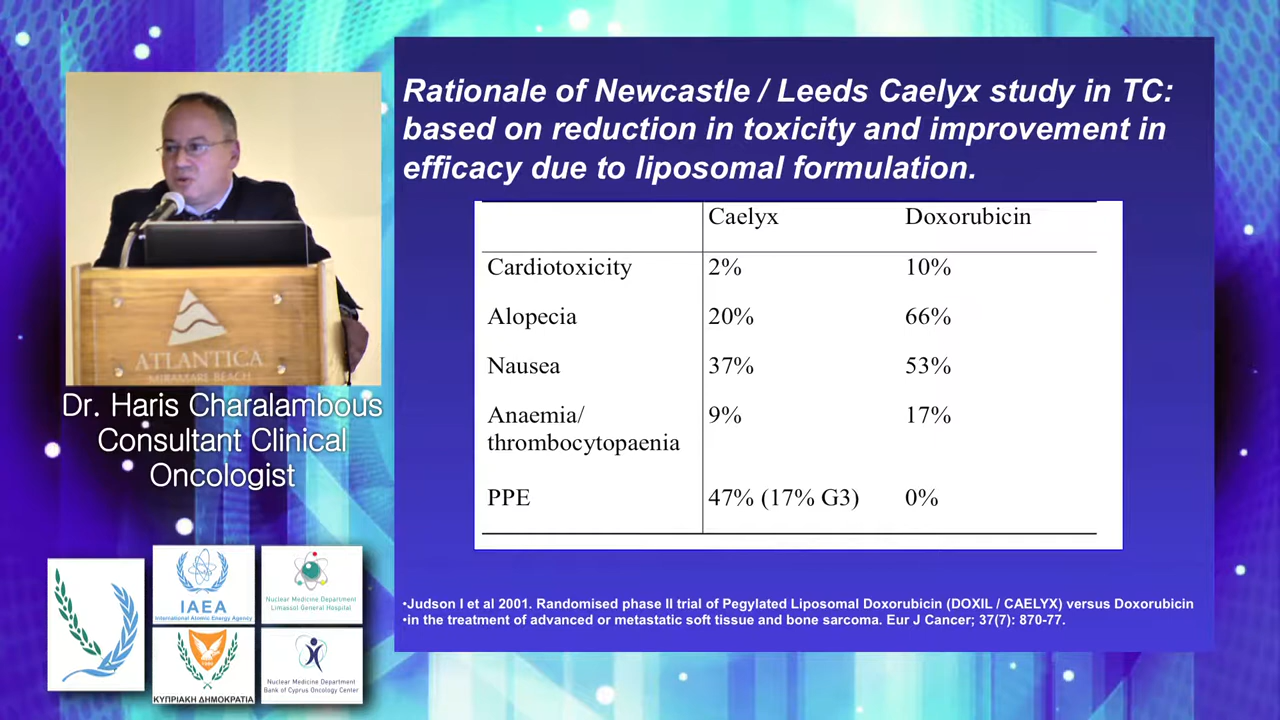 Rationale of Newcastle / Leeds Caelyx study in TC:
based on reduction in toxicity and improvement in
efficacy due to liposomal formulation.
Caelyx Doxorubicin
Cardiotoxicity 2% 10%
Alopecia 20% 66%
Nausea 37% 53%
Anaemia/ 9% 17%
thrombocytopaenia
PPE 47% (17% G3) 0%
•Judson I et al 2001. Randomised phase II trial of Pegylated Liposomal Doxorubicin (DOXIL / CAELYX) versus Doxorubicin
•in the treatment of advanced or metastatic soft tissue and bone sarcoma. Eur J Cancer; 37(7): 870-77.
ATLANTICA
MIRAMARE BEACH
Dr. Haris Charalambous
Consultant Clinical
Oncologist
IAEA
International Atomic Energy Agency
Nuclear Medicine Department
Limassol General Hospital
ΚΥΠΡΙΑΚΗ ΔΗΜΟΚΡΑΤΙΑ
Nuclear Medicine Department
Bank of Cyprus Oncology Center